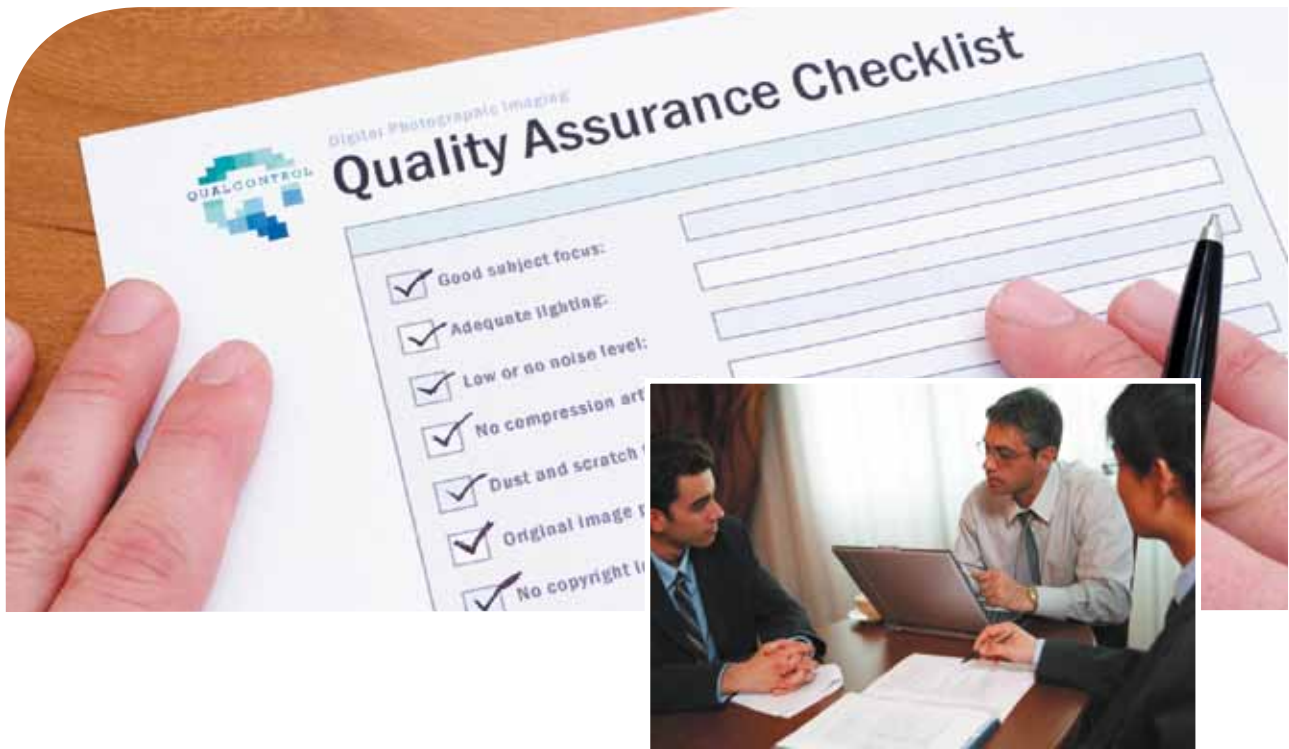 Digital Photographic Imaging
Quality Assurance Checklist
QUALCONTROL
Good subject focus:
Adequate lighting:
Low or no noise level:
No compression art
Dust and scratch
Original image
No copyright